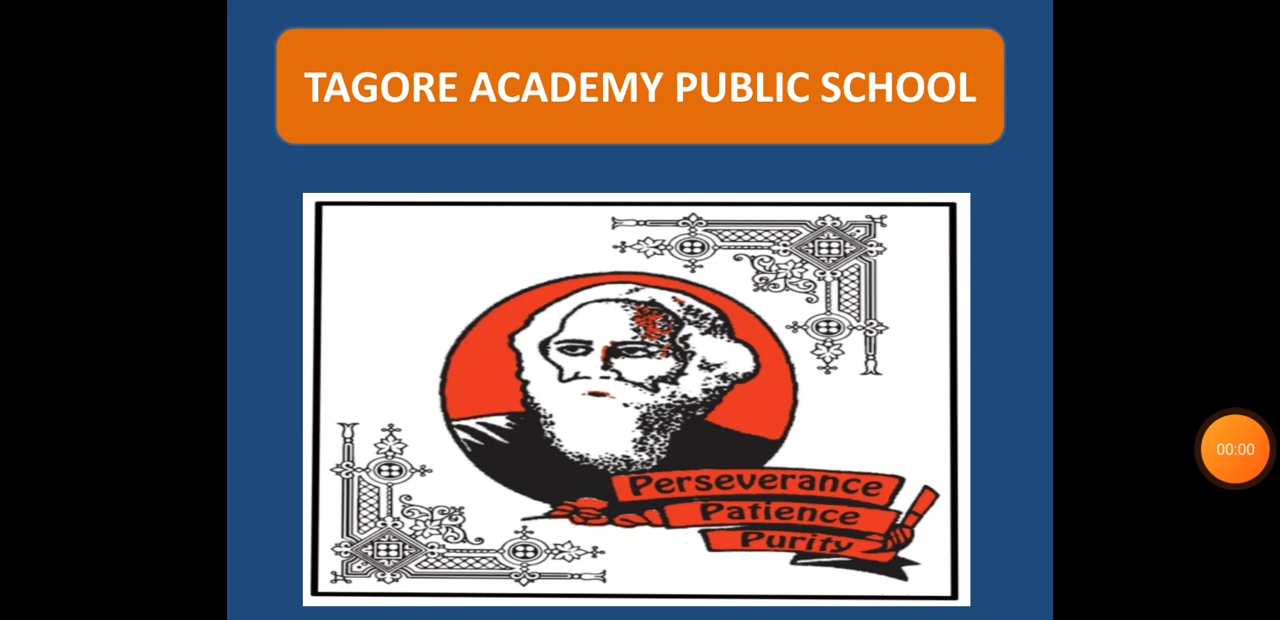 TAGORE ACADEMY PUBLIC SCHOOL
Perseverance
Patience
Purity
00:00